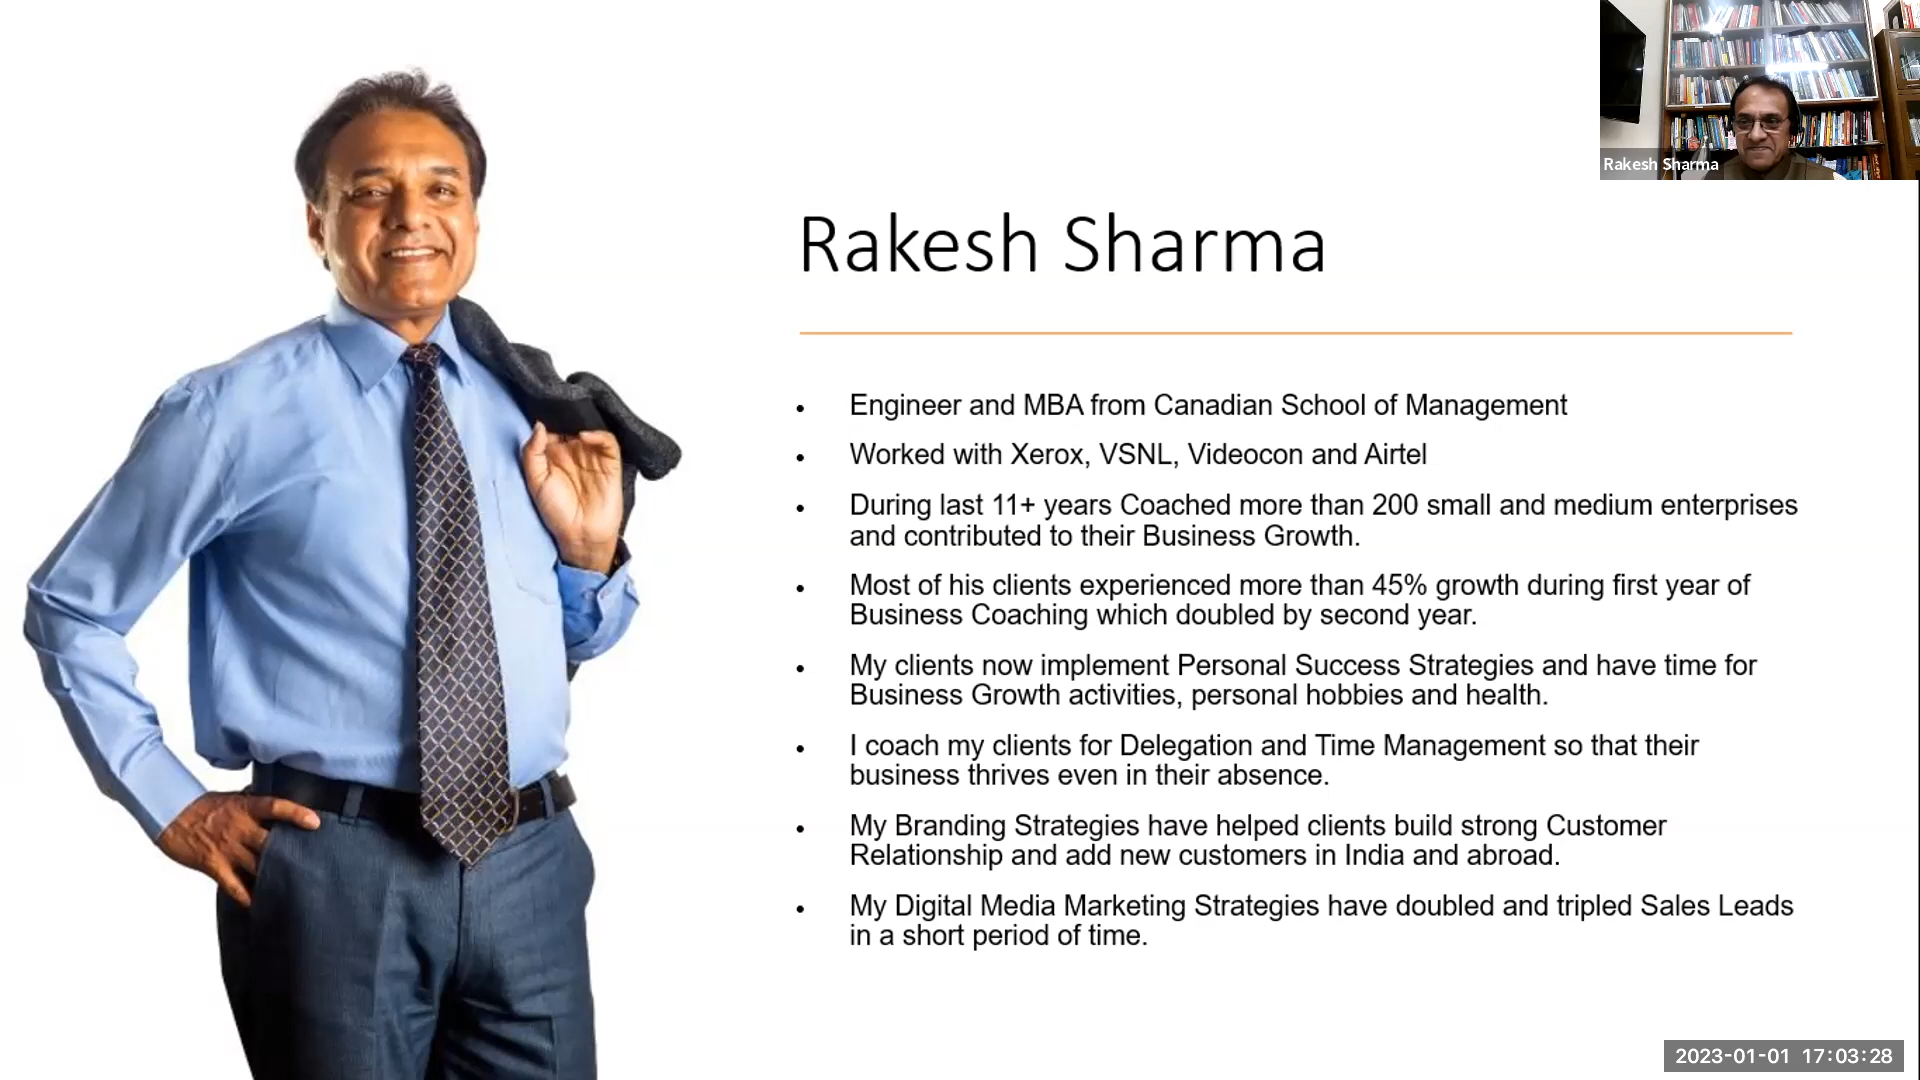 Rakesh Sharma
Rakesh Sharma
• Engineer and MBA from Canadian School of Management
• Worked with Xerox, VSNL, Videocon and Airtel
• During last 11+ years Coached more than 200 small and medium enterprises
and contributed to their Business Growth.
• Most of his clients experienced more than 45% growth during first year of
Business Coaching which doubled by second year.
• My clients now implement Personal Success Strategies and have time for
Business Growth activities, personal hobbies and health.
• I coach my clients for Delegation and Time Management so that their
business thrives even in their absence.
• My Branding Strategies have helped clients build strong Customer
Relationship and add new customers in India and abroad.
• My Digital Media Marketing Strategies have doubled and tripled Sales Leads
in a short period of time.
2023-01-01 17:03:28